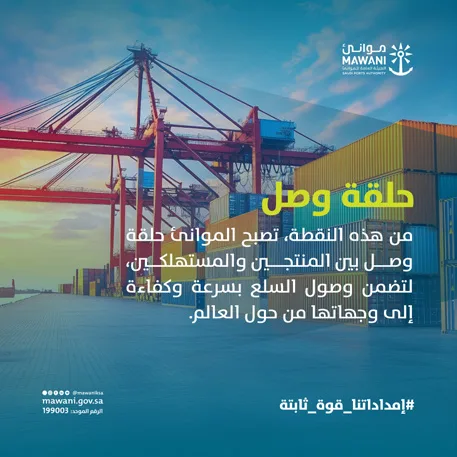 موانئ
MAWANI
الهيئة العامة للموانئ
SAUDI PORTS AUTHORITY
حلقة وصل
من هذه النقطة، تصبح الموانئ حلقة
وصل بين المنتجين والمستهلكين،
لتضمن وصول السلع بسرعة وكفاءة
إلى وجهاتها من حول العالم.
#إمداداتنا_قوة_ثابتة
@mawaniksa
mawani.gov.sa
الرقم الموحد: 199003